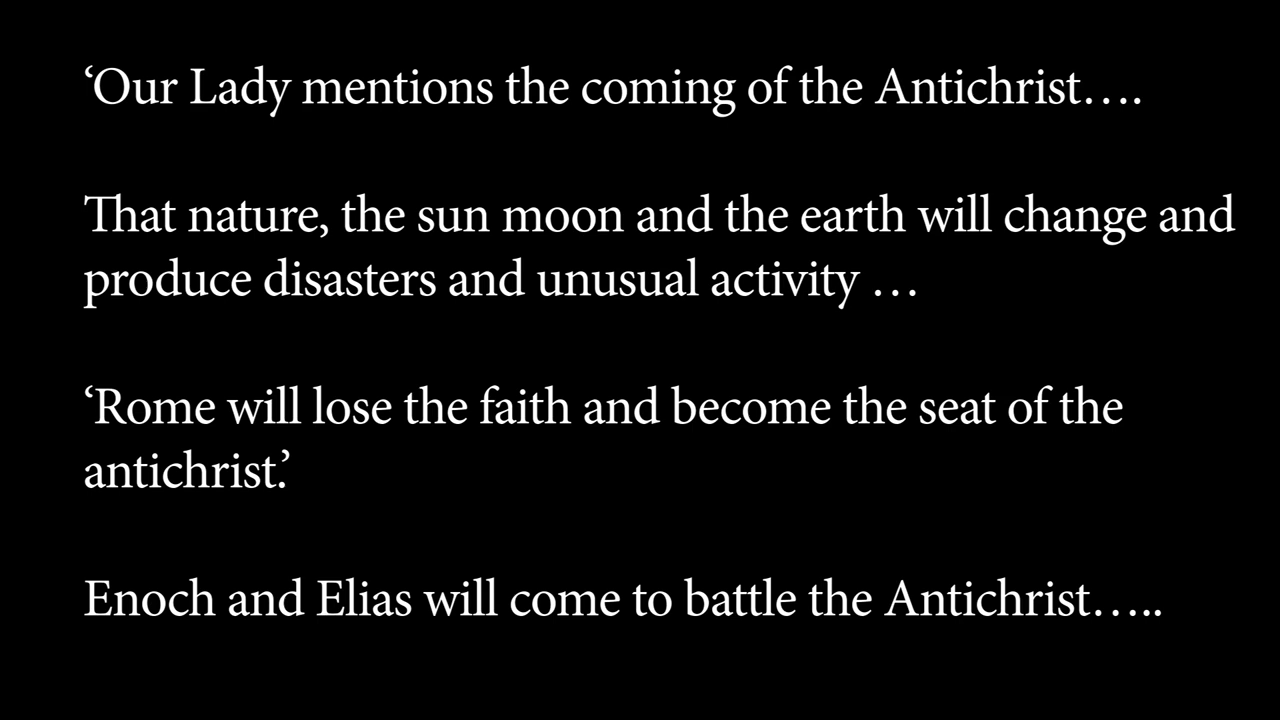 ‘Our Lady mentions the coming of the Antichrist….
That nature, the sun moon and the earth will change and
produce disasters and unusual activity …
‘Rome will lose the faith and become the seat of the
antichrist.’
Enoch and Elias will come to battle the Antichrist…..